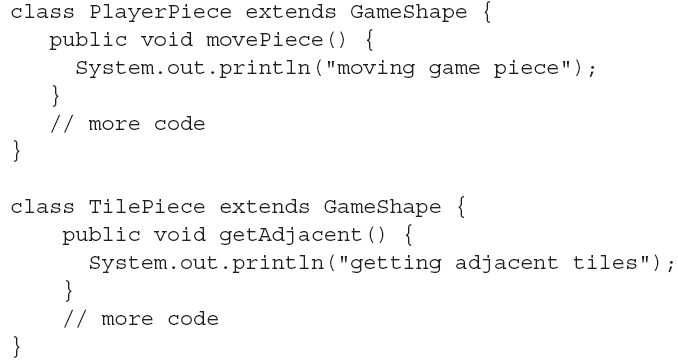 class PlayerPiece extends GameShape {
   public void movePiece() {
     System.out.println("moving game piece");
   }
   // more code
}

class TilePiece extends GameShape {
    public void getAdjacent() {
      System.out.println("getting adjacent tiles");
    }
    // more code
}